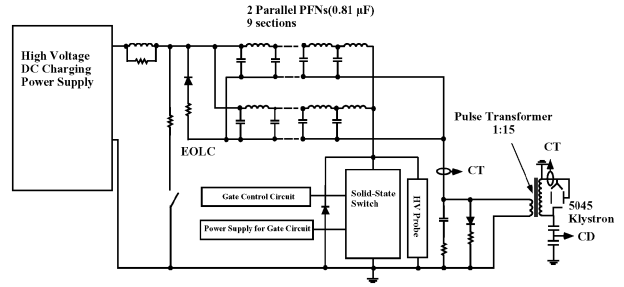 2 Parallel PFNs(0.81 µF)
9 sections
High Voltage
DC Charging
Power Supply
EOLC
Pulse Transformer
1:15
CT
CT
Gate Control Circuit
Solid-State
Switch
HV Probe
5045
Klystron
Power Supply for Gate Circuit
CD